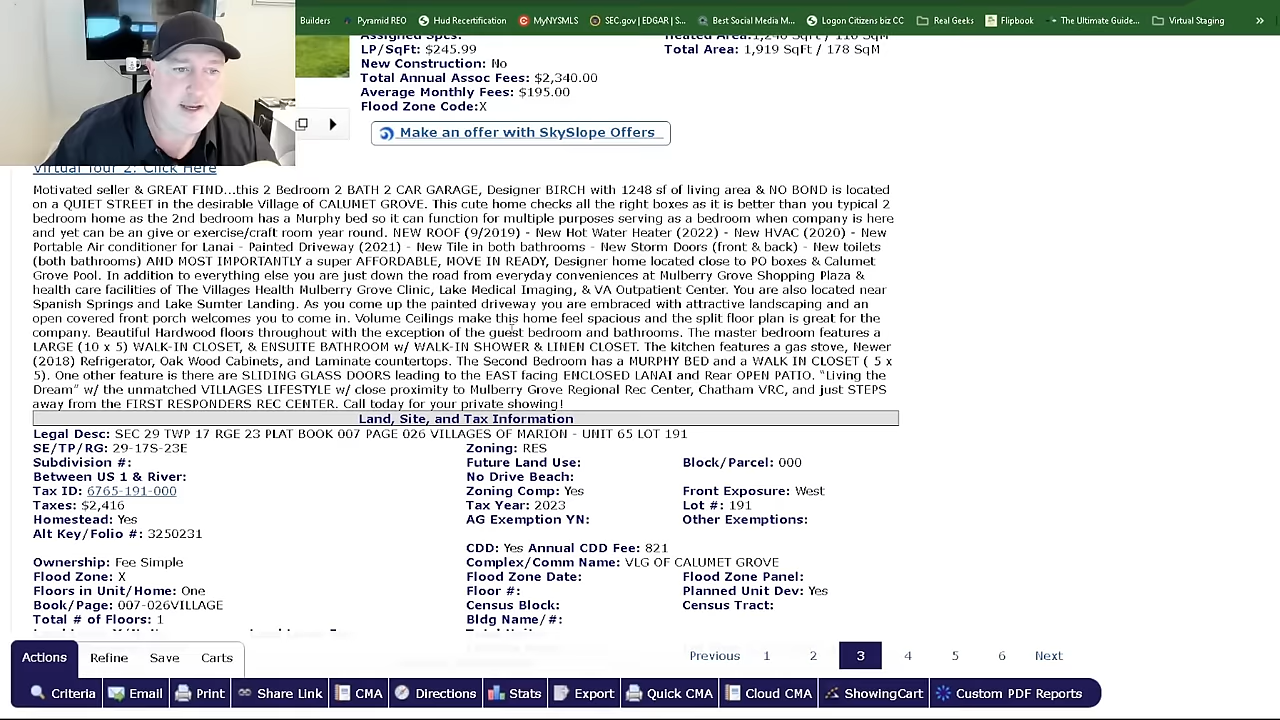 Builders Pyramid REO Hud Recertification MyNYSMLS SEC.gov | EDGAR | S... Best Social Media M... Logon Citizens biz CC Real Geeks Flipbook The Ultimate Guide... Virtual Staging »
LP/SqFt: $245.99 Total Area: 1,919 SqFt / 178 SqM
New Construction: No
Total Annual Assoc Fees: $2,340.00
Average Monthly Fees: $195.00
Flood Zone Code:X
Make an offer with SkySlope Offers
Virtual Tour 2: Click Here
Motivated seller & GREAT FIND...this 2 Bedroom 2 BATH 2 CAR GARAGE, Designer BIRCH with 1248 sf of living area & NO BOND is located
on a QUIET STREET in the desirable Village of CALUMET GROVE. This cute home checks all the right boxes as it is better than you typical 2
bedroom home as the 2nd bedroom has a Murphy bed so it can function for multiple purposes serving as a bedroom when company is here
and yet can be an give or exercise/craft room year round. NEW ROOF (9/2019) - New Hot Water Heater (2022) - New HVAC (2020) - New
Portable Air conditioner for Lanai - Painted Driveway (2021) - New Tile in both bathrooms - New Storm Doors (front & back) - New toilets
(both bathrooms) AND MOST IMPORTANTLY a super AFFORDABLE, MOVE IN READY, Designer home located close to PO boxes & Calumet
Grove Pool. In addition to everything else you are just down the road from everyday conveniences at Mulberry Grove Shopping Plaza &
health care facilities of The Villages Health Mulberry Grove Clinic, Lake Medical Imaging, & VA Outpatient Center. You are also located near
Spanish Springs and Lake Sumter Landing. As you come up the painted driveway you are embraced with attractive landscaping and an
open covered front porch welcomes you to come in. Volume Ceilings make this home feel spacious and the split floor plan is great for the
company. Beautiful Hardwood floors throughout with the exception of the guest bedroom and bathrooms. The master bedroom features a
LARGE (10 x 5) WALK-IN CLOSET, & ENSUITE BATHROOM w/ WALK-IN SHOWER & LINEN CLOSET. The kitchen features a gas stove, Newer
(2018) Refrigerator, Oak Wood Cabinets, and Laminate countertops. The Second Bedroom has a MURPHY BED and a WALK IN CLOSET ( 5 x
5). One other feature is there are SLIDING GLASS DOORS leading to the EAST facing ENCLOSED LANAI and Rear OPEN PATIO. "Living the
Dream" w/ the unmatched VILLAGES LIFESTYLE w/ close proximity to Mulberry Grove Regional Rec Center, Chatham VRC, and just STEPS
away from the FIRST RESPONDERS REC CENTER. Call today for your private showing!
Land, Site, and Tax Information
Legal Desc: SEC 29 TWP 17 RGE 23 PLAT BOOK 007 PAGE 026 VILLAGES OF MARION - UNIT 65 LOT 191
SE/TP/RG: 29-17S-23E Zoning: RES
Subdivision #: Future Land Use: Block/Parcel: 000
Between US 1 & River: No Drive Beach:
Tax ID: 6765-191-000 Zoning Comp: Yes Front Exposure: West
Taxes: $2,416 Tax Year: 2023 Lot #: 191
Homestead: Yes AG Exemption YN: Other Exemptions:
Alt Key/Folio #: 3250231
CDD: Yes Annual CDD Fee: 821
Ownership: Fee Simple Complex/Comm Name: VLG OF CALUMET GROVE
Flood Zone: X Flood Zone Date: Flood Zone Panel:
Floors in Unit/Home: One Floor #: Planned Unit Dev: Yes
Book/Page: 007-026VILLAGE Census Block: Census Tract:
Total # of Floors: 1 Bldg Name/#:
Actions Refine Save Carts Previous 1 2 3 4 5 6 Next
Criteria Email Print Share Link CMA Directions Stats Export Quick CMA Cloud CMA ShowingCart Custom PDF Reports